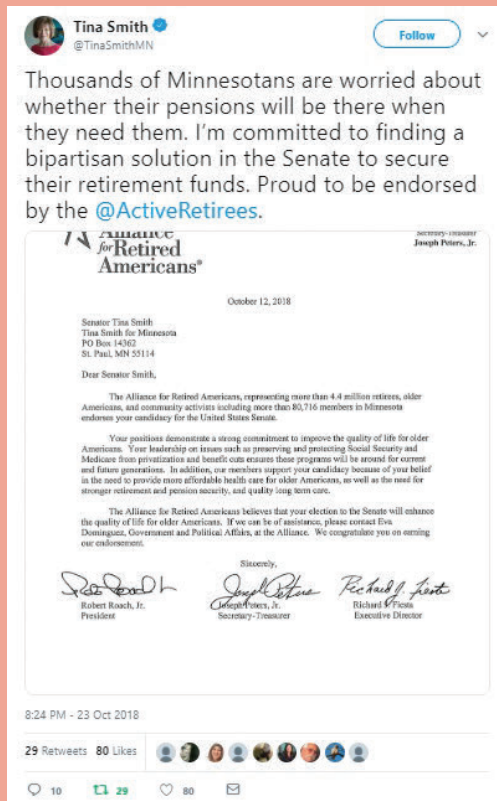 Tina Smith
@TinaSmithMN
Follow
Thousands of Minnesotans are worried about
whether their pensions will be there when
they need them. I'm committed to finding a
bipartisan solution in the Senate to secure
their retirement funds. Proud to be endorsed
by the @ActiveRetirees.
Alliance
for Retired
Americans®
Secretary-Treasurer
Joseph Peters, Jr.
October 12, 2018
Senator Tina Smith
Tina Smith for Minnesota
PO Box 14362
St. Paul, MN 55114
Dear Senator Smith,
The Alliance for Retired Americans, representing more than 4.4 million retirees, older
Americans, and community activists including more than 80,716 members in Minnesota
endorses your candidacy for the United States Senate.
Your positions demonstrate a strong commitment to improve the quality of life for older
Americans. Your leadership on issues such as preserving and protecting Social Security and
Medicare from privatization and benefit cuts ensures these programs will be around for current
and future generations. In addition, our members support your candidacy because of your belief
in the need to provide more affordable health care for older Americans, as well as the need for
stronger retirement and pension security, and quality long term care.
The Alliance for Retired Americans believes that your election to the Senate will enhance
the quality of life for older Americans. If we can be of assistance, please contact Eva
Dominguez, Government and Political Affairs, at the Alliance. We congratulate you on earning
our endorsement.
Sincerely,
Robert Roach, Jr.
President
Joseph Peters, Jr.
Secretary-Treasurer
Richard J. Fiesta
Richard J. Fiesta
Executive Director
8:24 PM - 23 Oct 2018
29 Retweets 80 Likes
10 29 80